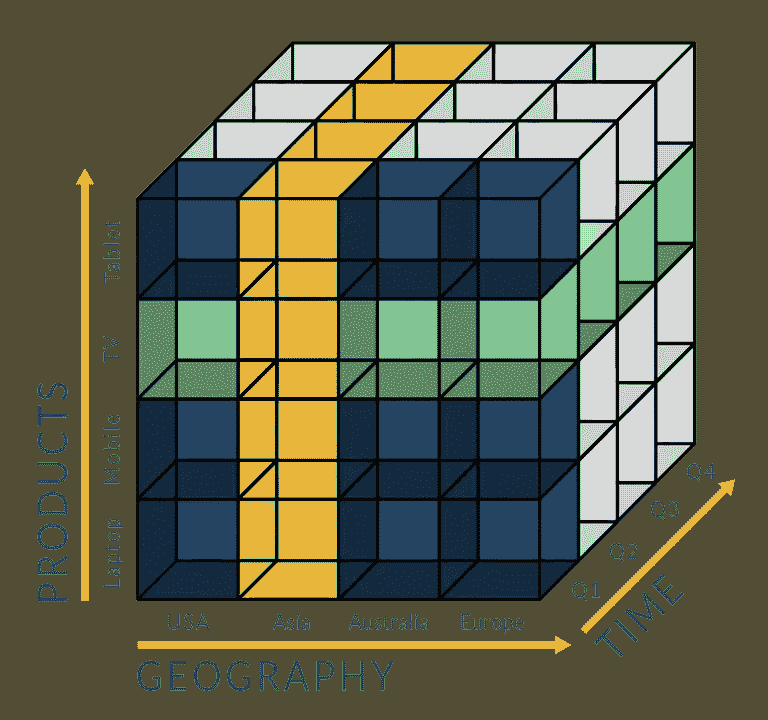 PRODUCTS
Tablet
TV
Mobile
Laptop
USA Asia Australia Europe
GEOGRAPHY
Q1
Q2
Q3
Q4
TIME